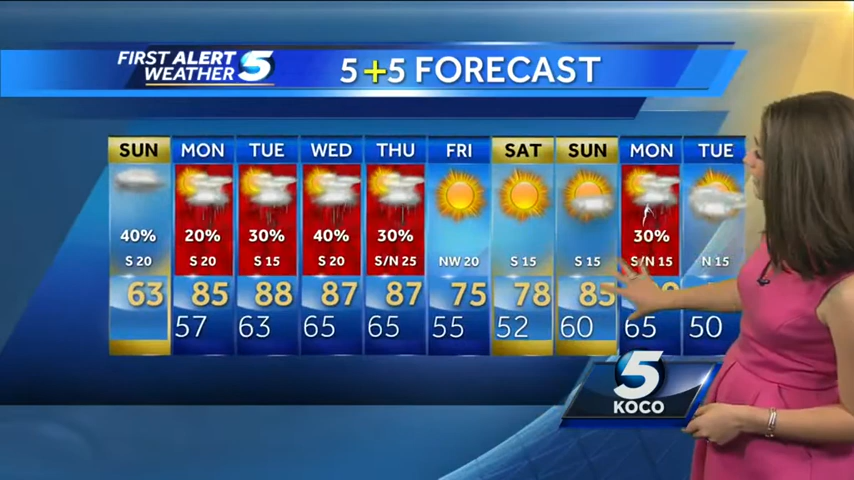 FIRST ALERT 5
WEATHER
5+5 FORECAST
SUN MON TUE WED THU FRI SAT SUN MON TUE
40% 20% 30% 40% 30% 30%
S 20 S 20 S 15 S 20 S/N 25 NW 20 S 15 S 15 S/N 15 N 15
63 85 88 87 87 75 78 85
57 63 65 65 55 52 60 65 50
5
KOCO